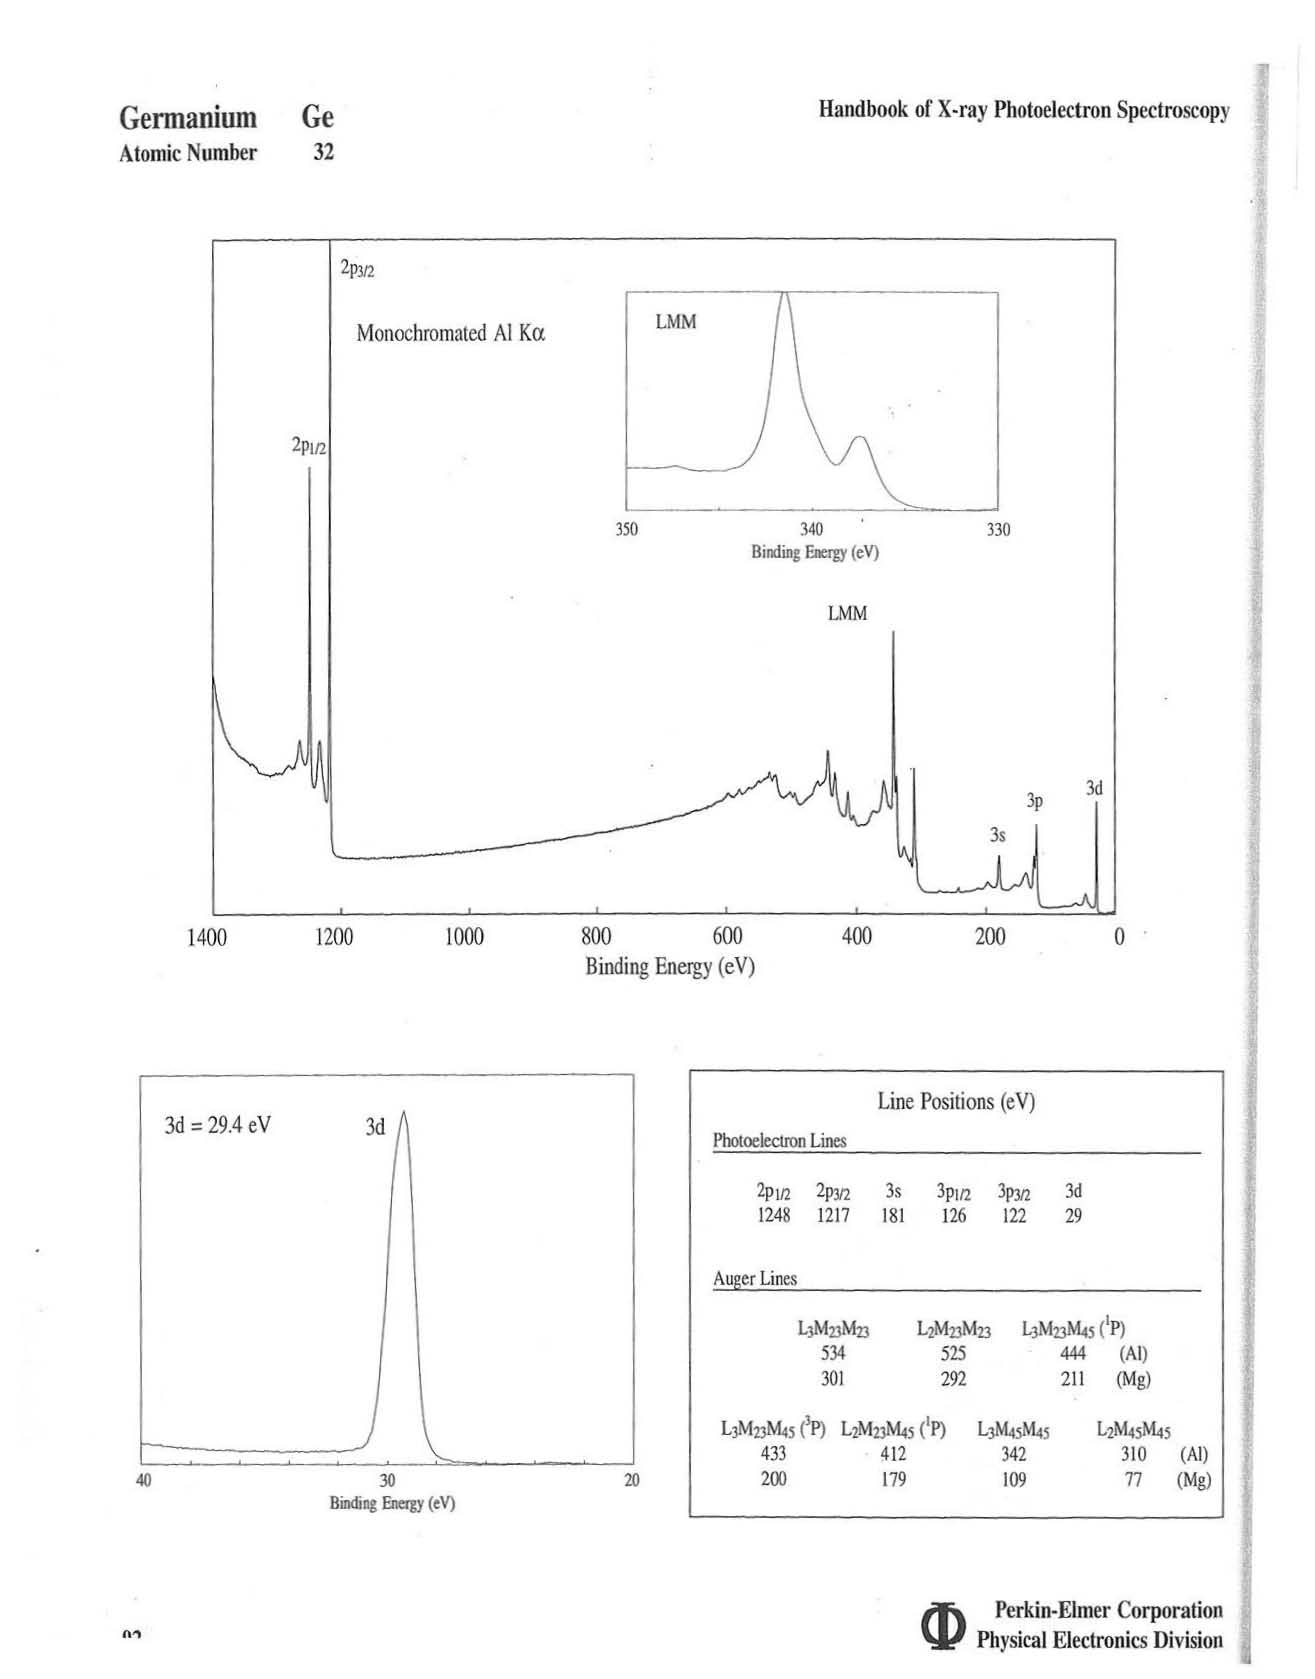 Germanium Ge
Handbook of X-ray Photoelectron Spectroscopy
Atomic Number 32
2p3/2
Monochromated Al Kα
2p1/2
LMM
350 340 330
Binding Energy (eV)
LMM
3s 3p 3d
1400 1200 1000 800 600 400 200 0
Binding Energy (eV)
3d = 29.4 eV
3d
40 30 20
Binding Energy (eV)
Line Positions (eV)
Photoelectron Lines
2p1/2 2p3/2 3s 3p1/2 3p3/2 3d
1248 1217 181 126 122 29
Auger Lines
L3M23M23 L2M23M23 L3M23M45 (¹P)
534 525 444 (Al)
301 292 211 (Mg)
L3M23M45 (³P) L2M23M45 (¹P) L3M45M45 L2M45M45
433 412 342 310 (Al)
200 179 109 77 (Mg)
Perkin-Elmer Corporation
Physical Electronics Division